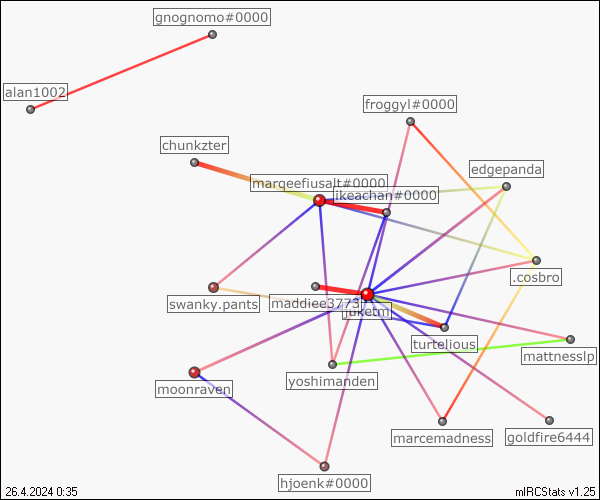 gnognomo#0000
alan1002
froggyl#0000
chunkzter
edgepanda
marqeefiusalt#0000
ikeachan#0000
.cosbro
swanky.pants
maddiee3773
jjuketm
turtelious
mattnesslp
yoshimanden
moonraven
marcemadness
goldfire6444
hjoenk#0000
26.4.2024 0:35
mIRCStats v1.25